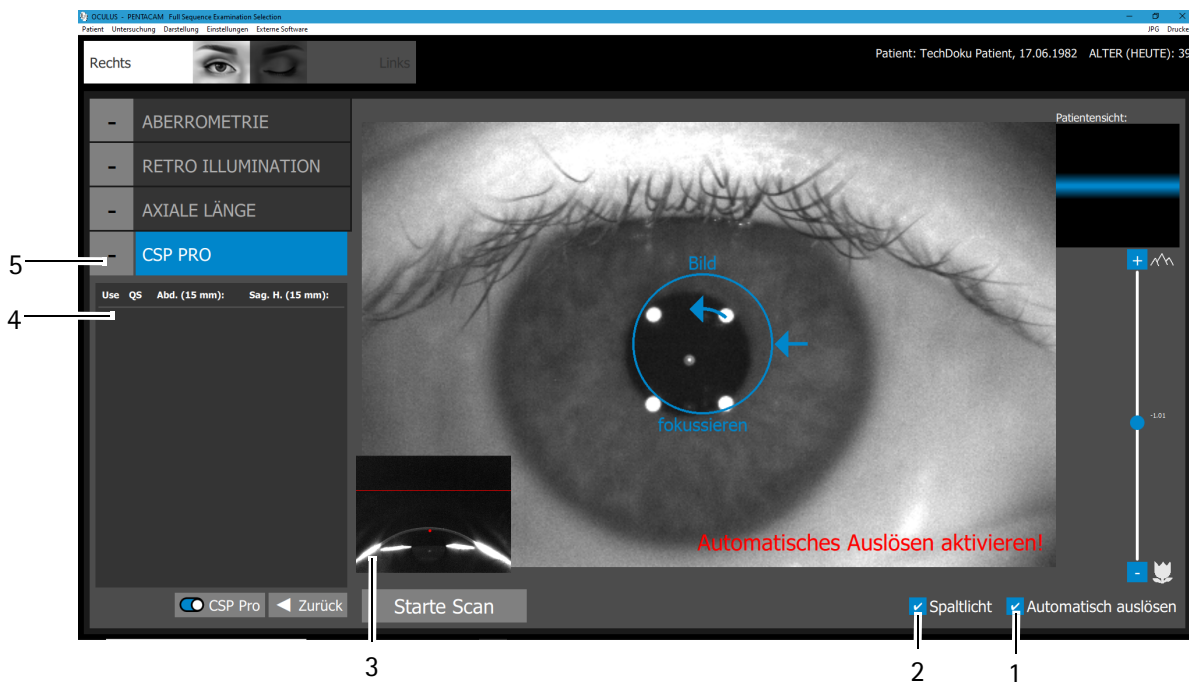 OCULUS - PENTACAM Full Sequence Examination Selection
Patient Untersuchung Darstellung Einstellungen Externe Software JPG Drucke
Rechts Links
Patient: TechDoku Patient, 17.06.1982 ALTER (HEUTE): 39
- ABERROMETRIE
- RETRO ILLUMINATION
- AXIALE LÄNGE
- CSP PRO
5
Use QS Abd. (15 mm): Sag. H. (15 mm):
4
Patientensicht:
Bild
fokussieren
+
-1.01
-
Automatisches Auslösen aktivieren!
CSP Pro Zurück
Starte Scan
Spaltlicht Automatisch auslösen
3
2
1